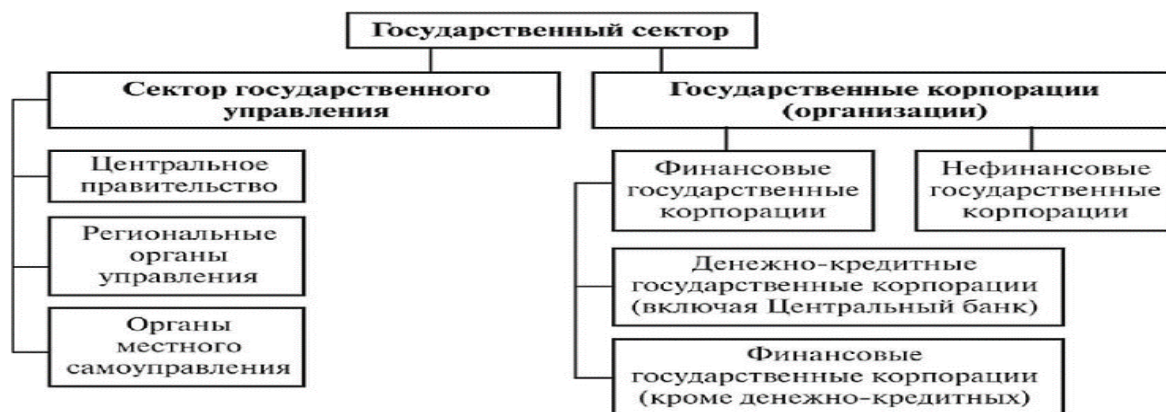 Государственный сектор
Сектор государственного
управления
Государственные корпорации
(организации)
Центральное
правительство
Региональные
органы
управления
Органы
местного
самоуправления
Финансовые
государственные
корпорации
Нефинансовые
государственные
корпорации
Денежно-кредитные
государственные корпорации
(включая Центральный банк)
Финансовые
государственные корпорации
(кроме денежно-кредитных)